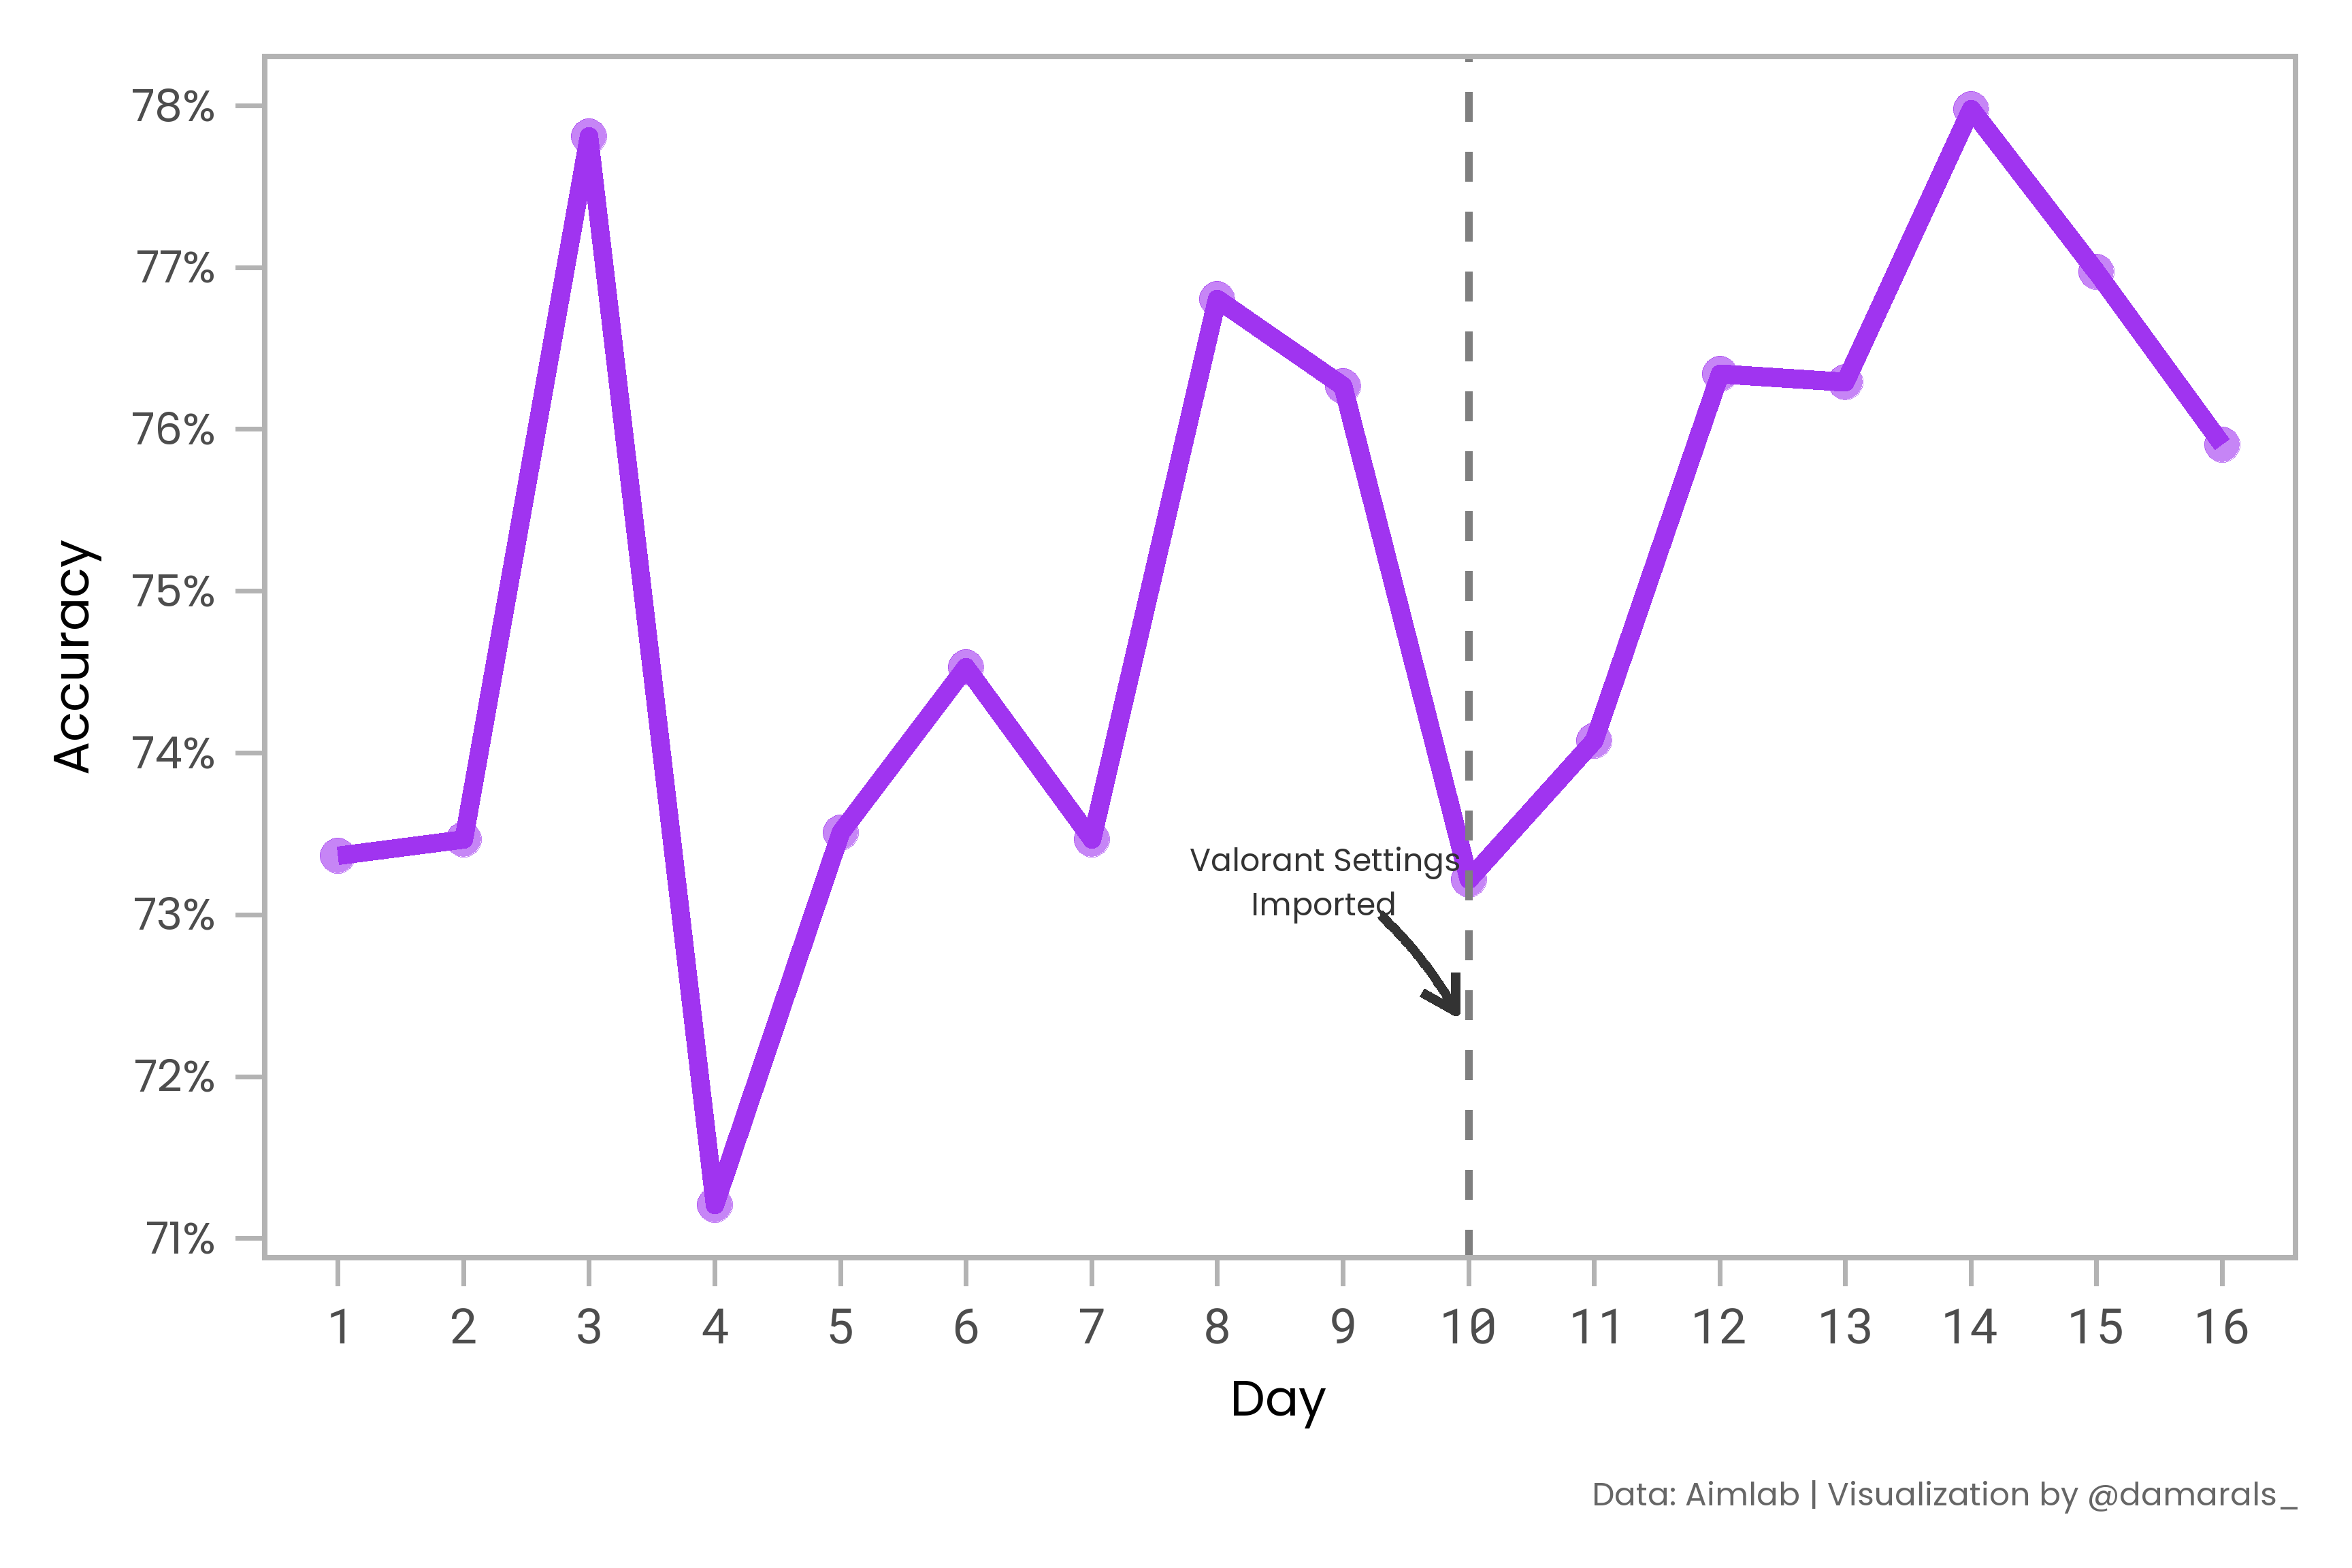 78%
77%
76%
75%
74%
73%
72%
71%
Accuracy
Valorant Settings
Imported
1 2 3 4 5 6 7 8 9 10 11 12 13 14 15 16
Day
Data: Aimlab | Visualization by @damarals_